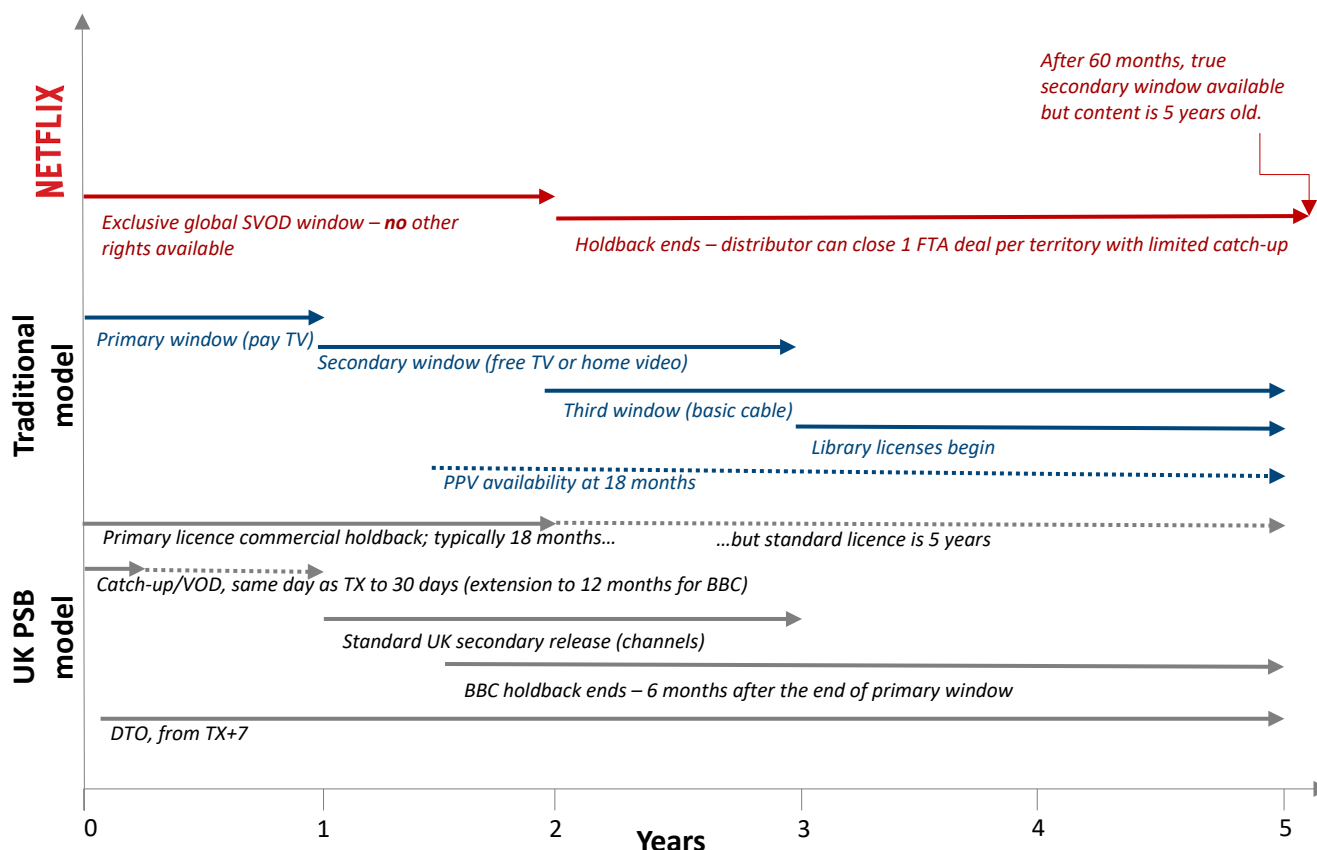 NETFLIX
After 60 months, true
secondary window available
but content is 5 years old.
Exclusive global SVOD window – no other
rights available
Holdback ends – distributor can close 1 FTA deal per territory with limited catch-up
Traditional
model
Primary window (pay TV)
Secondary window (free TV or home video)
Third window (basic cable)
Library licenses begin
PPV availability at 18 months
UK PSB
model
Primary licence commercial holdback; typically 18 months…
…but standard licence is 5 years
Catch-up/VOD, same day as TX to 30 days (extension to 12 months for BBC)
Standard UK secondary release (channels)
BBC holdback ends – 6 months after the end of primary window
DTO, from TX+7
0 1 2 3 4 5
Years